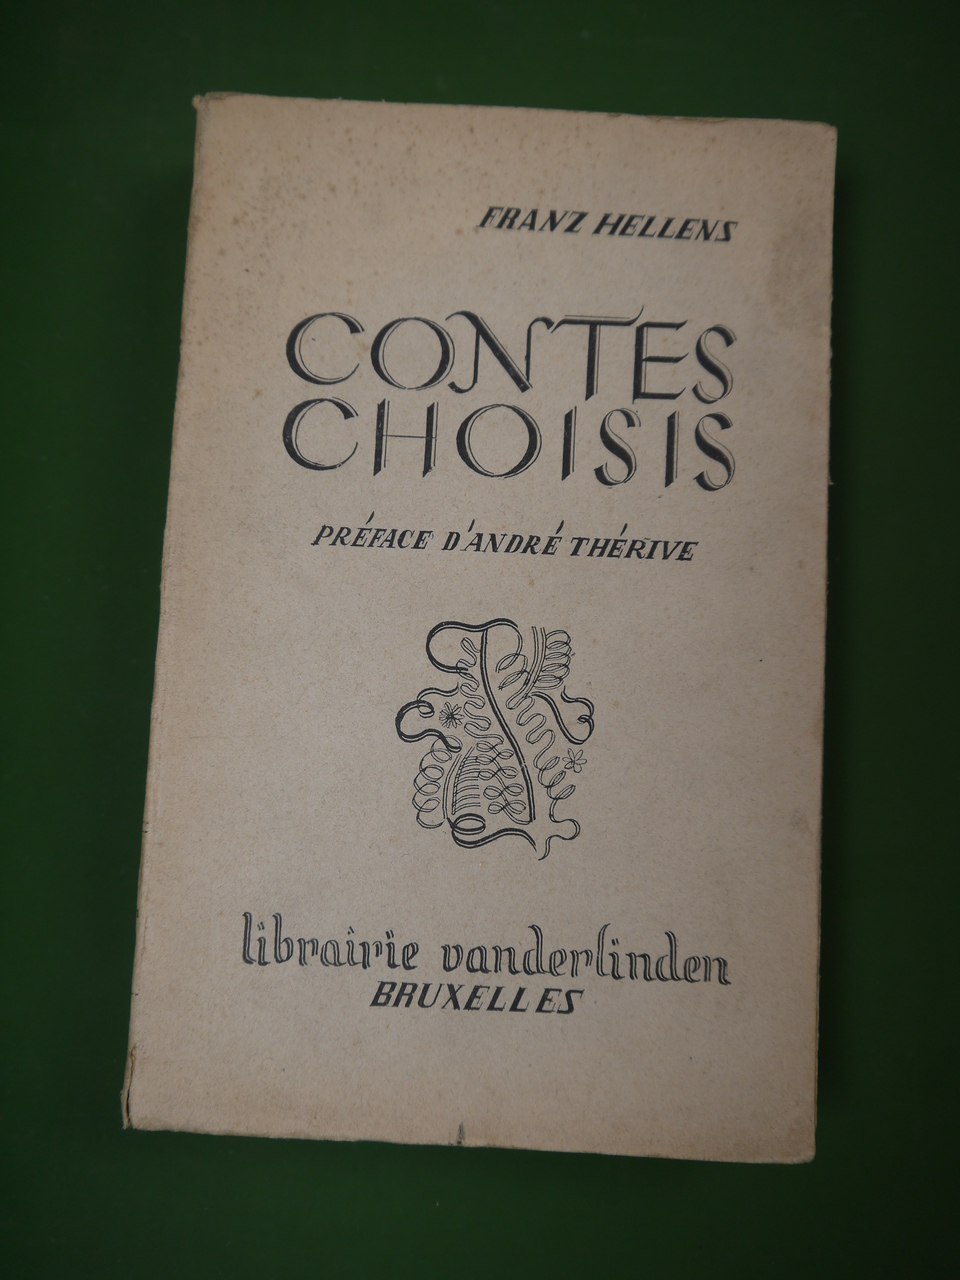 FRANZ HELLENS
CONTES
CHOISIS
PRÉFACE D'ANDRÉ THÉRIVE
librairie vanderlinden
BRUXELLES